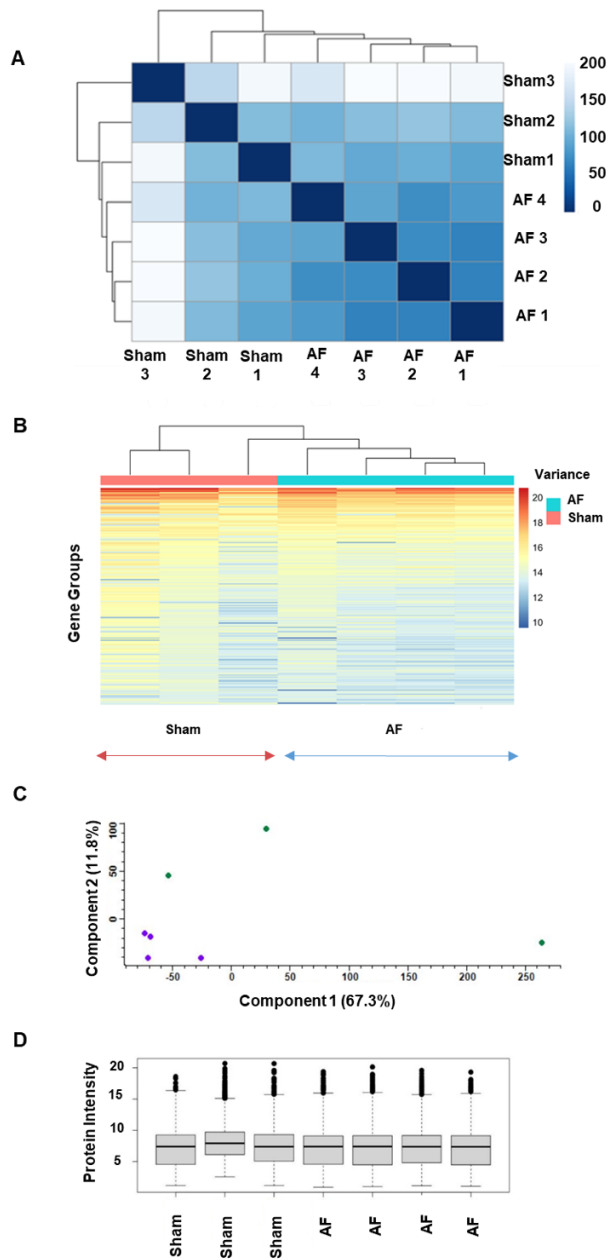 A
Sham3
Sham2
Sham1
AF 4
AF 3
AF 2
AF 1
200
150
100
50
0
Sham 3
Sham 2
Sham 1
AF 4
AF 3
AF 2
AF 1
B
Variance
20
18
16
14
12
10
AF
Sham
Gene Groups
Sham
AF
C
Component 2 (11.8%)
100
50
0
-50
0
50
100
150
200
250
Component 1 (67.3%)
D
Protein Intensity
20
15
10
5
Sham
Sham
Sham
AF
AF
AF
AF